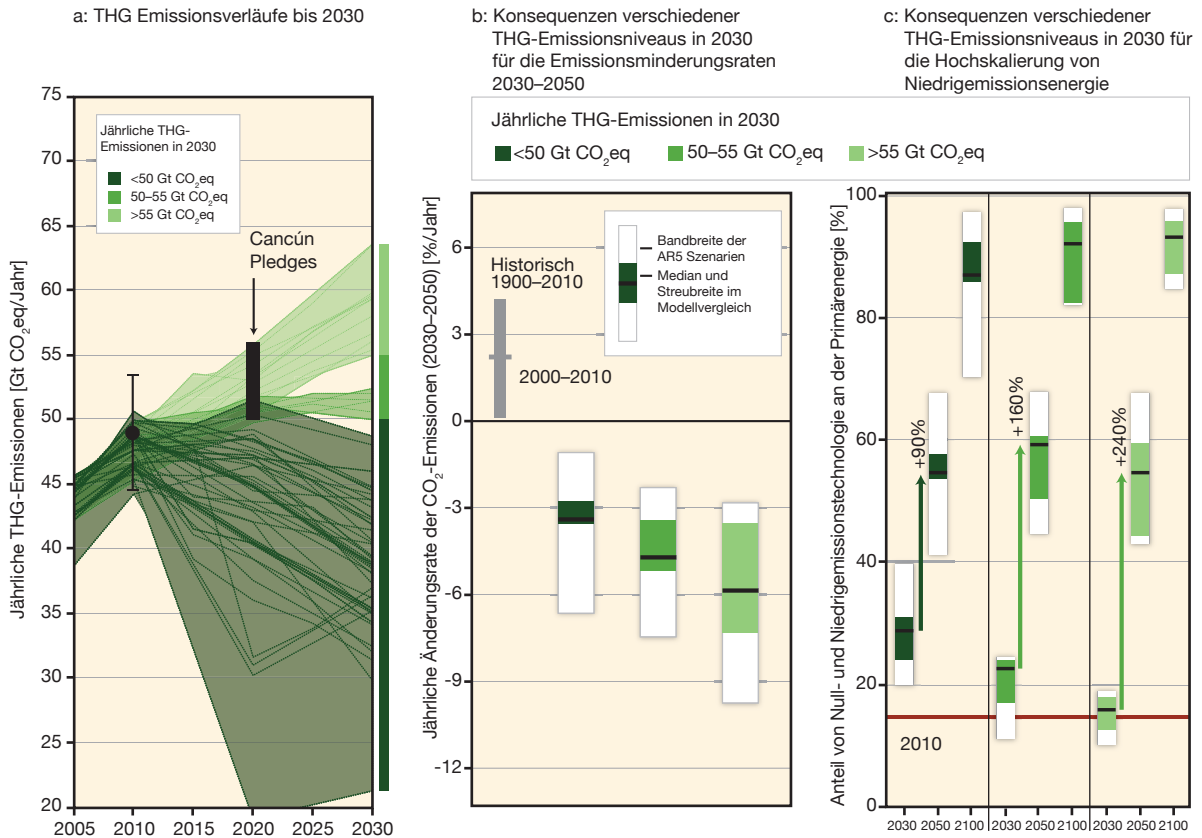 a: THG Emissionsverläufe bis 2030
b: Konsequenzen verschiedener
THG-Emissionsniveaus in 2030
für die Emissionsminderungsraten
2030–2050
c: Konsequenzen verschiedener
THG-Emissionsniveaus in 2030 für
die Hochskalierung von
Niedrigemissionsenergie
Jährliche THG-Emissionen [Gt CO₂eq/Jahr]
75
70
65
60
55
50
45
40
35
30
25
20
Jährliche THG-
Emissionen in 2030
<50 Gt CO₂eq
50–55 Gt CO₂eq
>55 Gt CO₂eq
Cancún
Pledges
2005
2010
2015
2020
2025
2030
Jährliche THG-Emissionen in 2030
<50 Gt CO₂eq
50–55 Gt CO₂eq
>55 Gt CO₂eq
Jährliche Änderungsrate der CO₂-Emissionen (2030–2050) [%/Jahr]
6
3
0
-3
-6
-9
-12
Historisch
1900–2010
2000–2010
Bandbreite der
AR5 Szenarien
Median und
Streubreite im
Modellvergleich
Anteil von Null- und Niedrigemissionstechnologie an der Primärenergie [%]
100
80
60
40
20
0
+90%
+160%
+240%
2010
2030
2050
2100
2030
2050
2100
2030
2050
2100